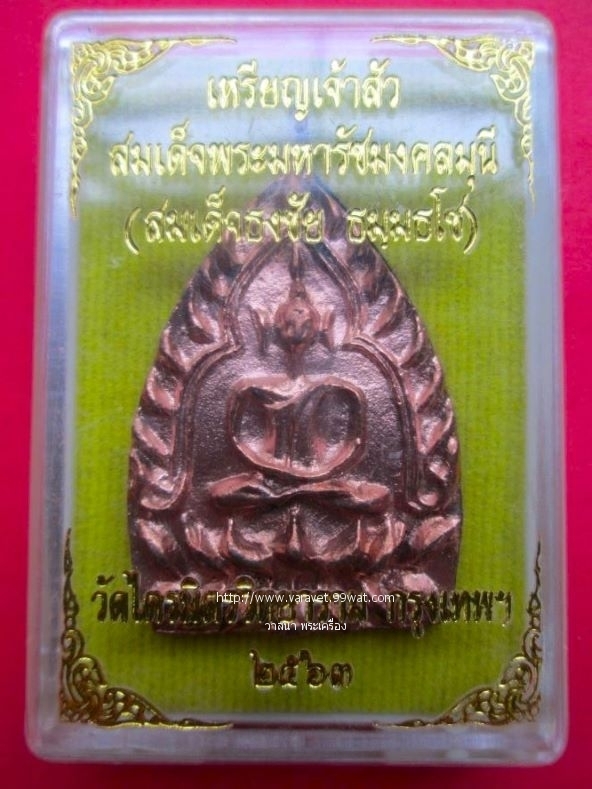 เหรียญเจ้าสัว
สมเด็จพระมหารัชมงคลมุนี
(สมเด็จธงชัย ธมฺมธโช)
วัดไตรมิตรวิทยาราม กรุงเทพฯ
http://www.varavet.99wat.com
วาสนา พระเครื่อง
๒๕๖๓